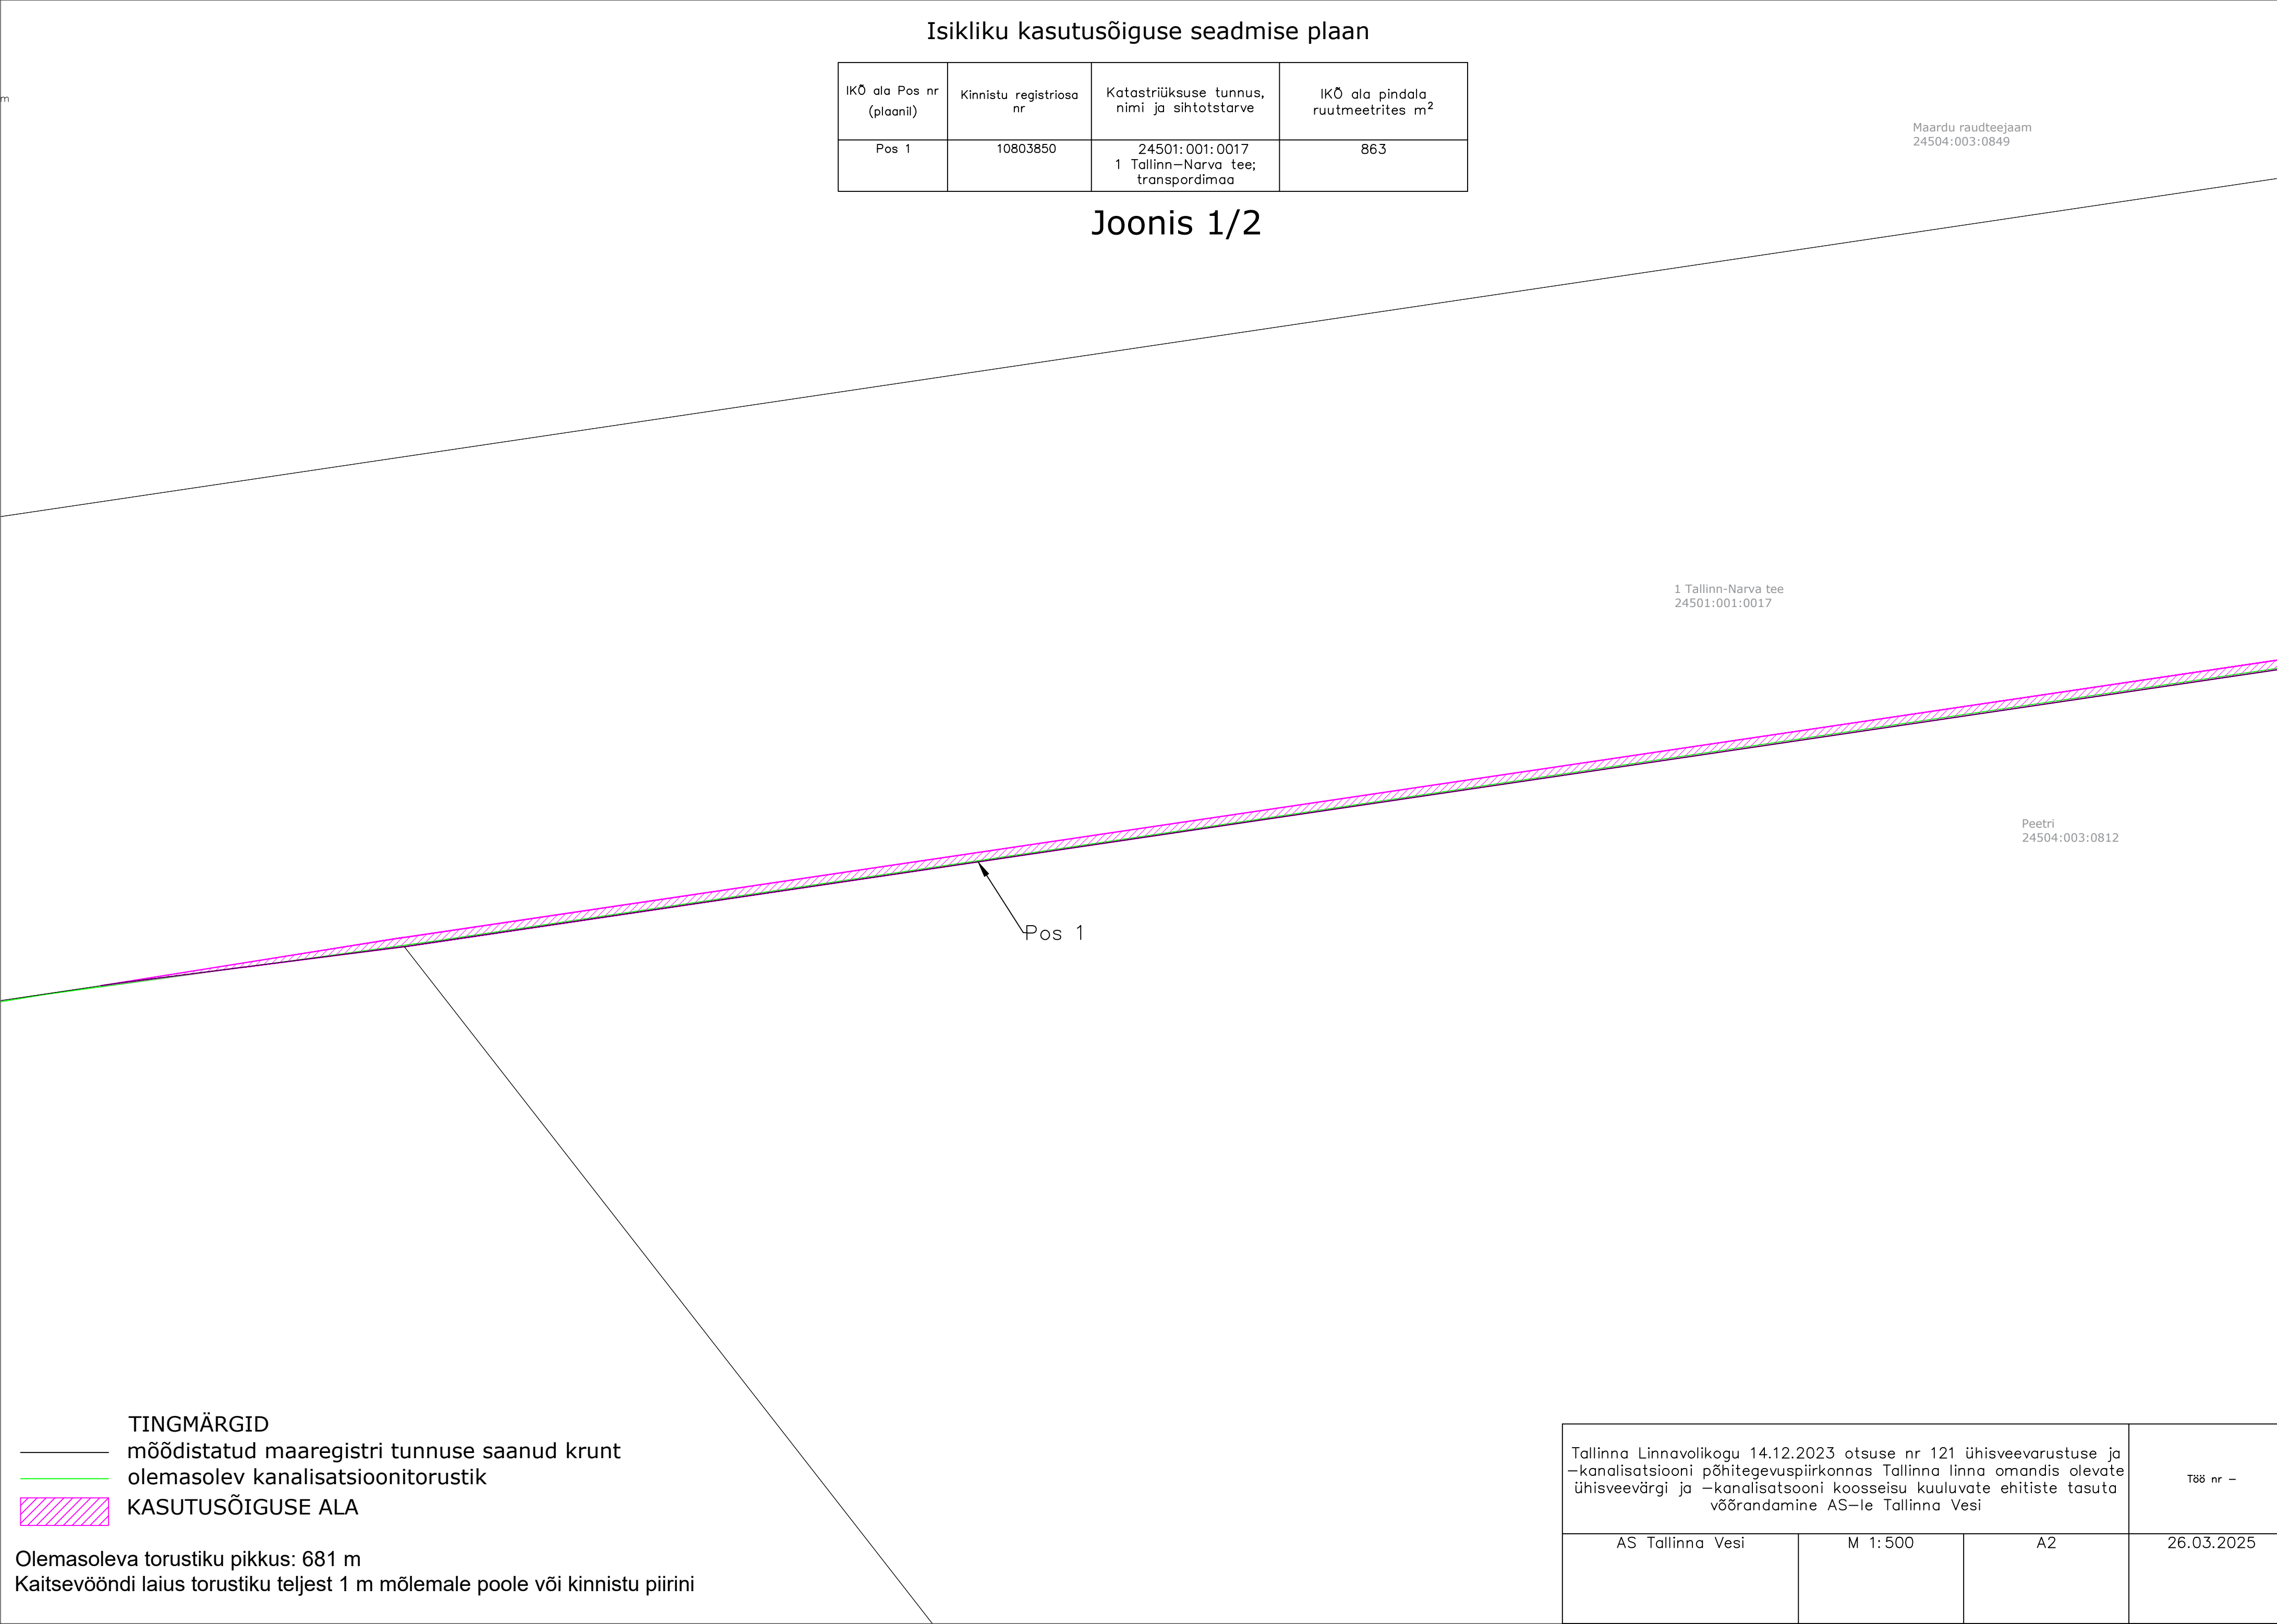 Isikliku kasutusõiguse seadmise plaan
m
IKÕ ala Pos nr
(plaanil)
Kinnistu registriosa
nr
Katastriüksuse tunnus,
nimi ja sihtotstarve
IKÕ ala pindala
ruutmeetrites m²
Pos 1
10803850
24501:001:0017
1 Tallinn–Narva tee;
transpordimaa
863
Joonis 1/2
Maardu raudteejaam
24504:003:0849
1 Tallinn-Narva tee
24501:001:0017
Peetri
24504:003:0812
Pos 1
TINGMÄRGID
mõõdistatud maaregistri tunnuse saanud krunt
olemasolev kanalisatsioonitorustik
KASUTUSÕIGUSE ALA
Olemasoleva torustiku pikkus: 681 m
Kaitsevööndi laius torustiku teljest 1 m mõlemale poole või kinnistu piirini
Tallinna Linnavolikogu 14.12.2023 otsuse nr 121 ühisveevarustuse ja
–kanalisatsiooni põhitegevuspiirkonnas Tallinna linna omandis olevate
ühisveevärgi ja –kanalisatsooni koosseisu kuuluvate ehitiste tasuta
võõrandamine AS–le Tallinna Vesi
Töö nr –
AS Tallinna Vesi
M 1:500
A2
26.03.2025